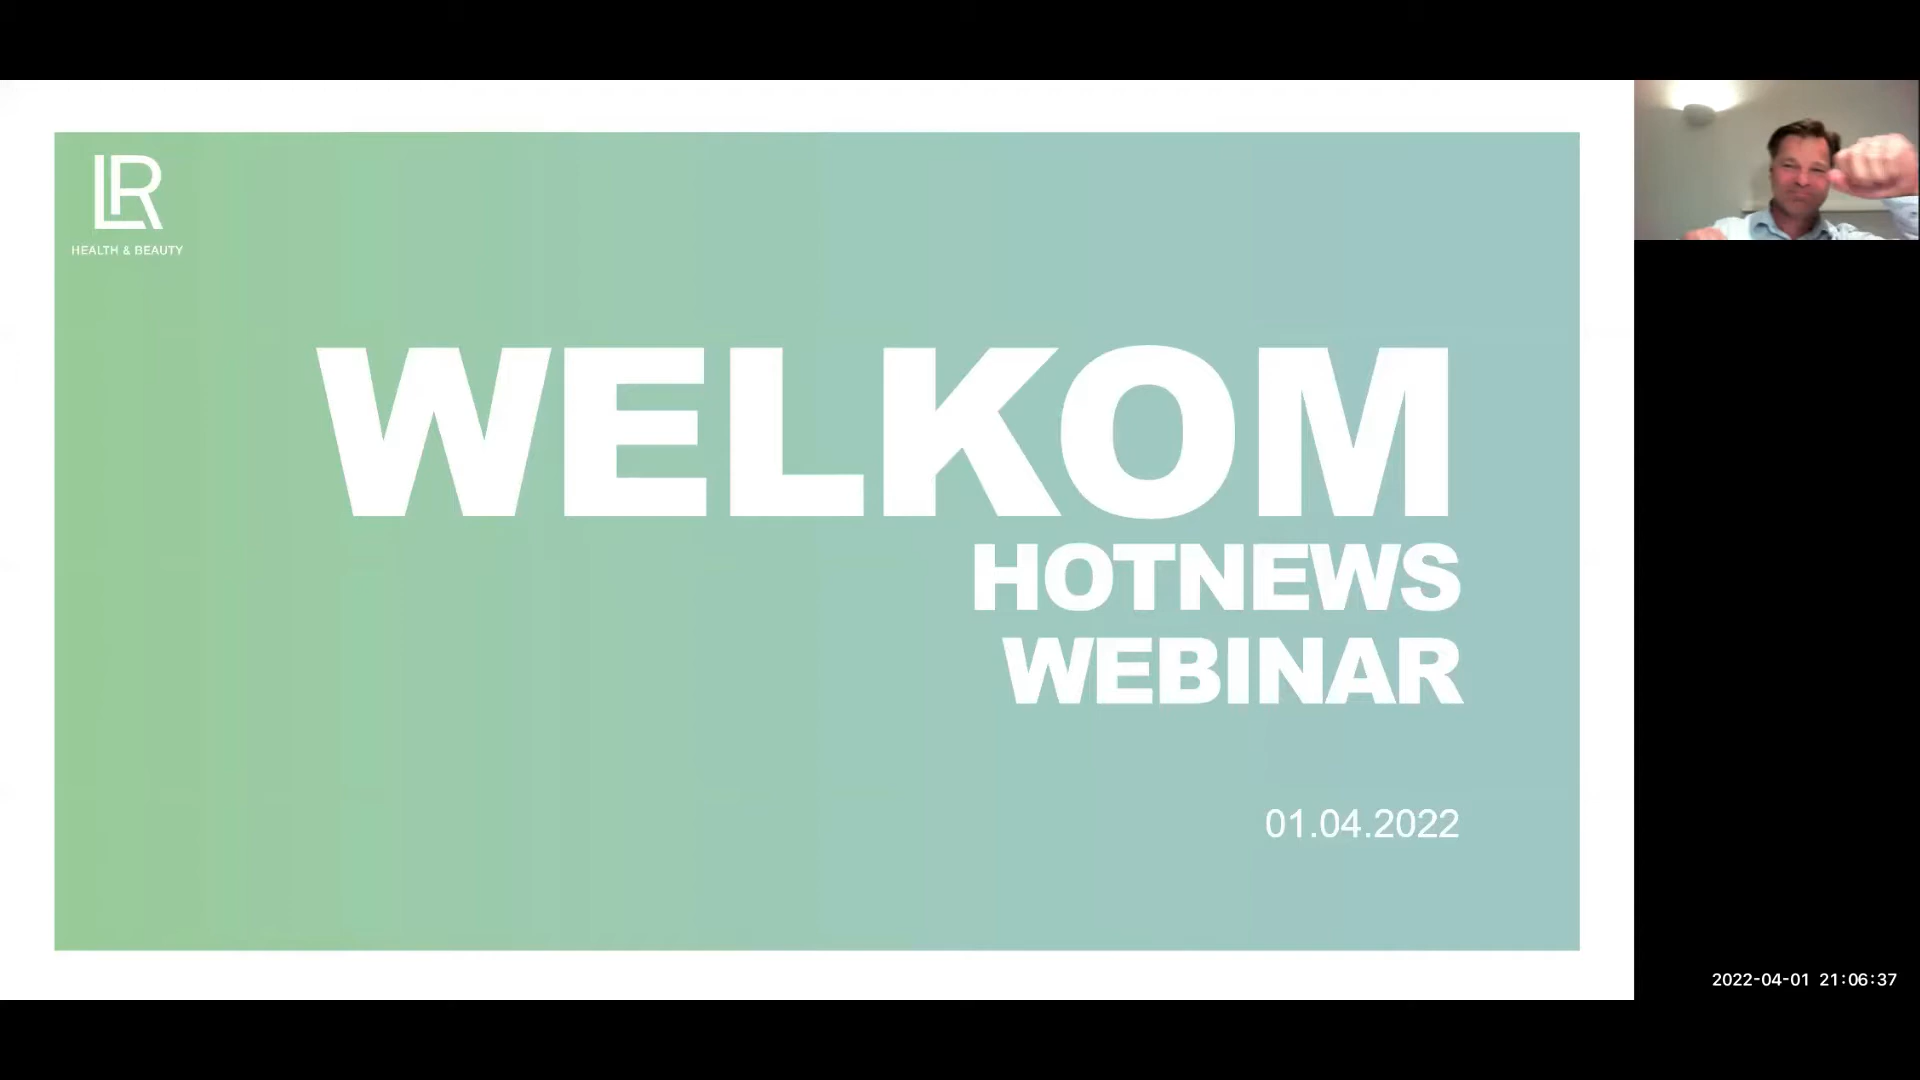 LR
HEALTH & BEAUTY
WELKOM
HOTNEWS
WEBINAR
01.04.2022
2022-04-01 21:06:37